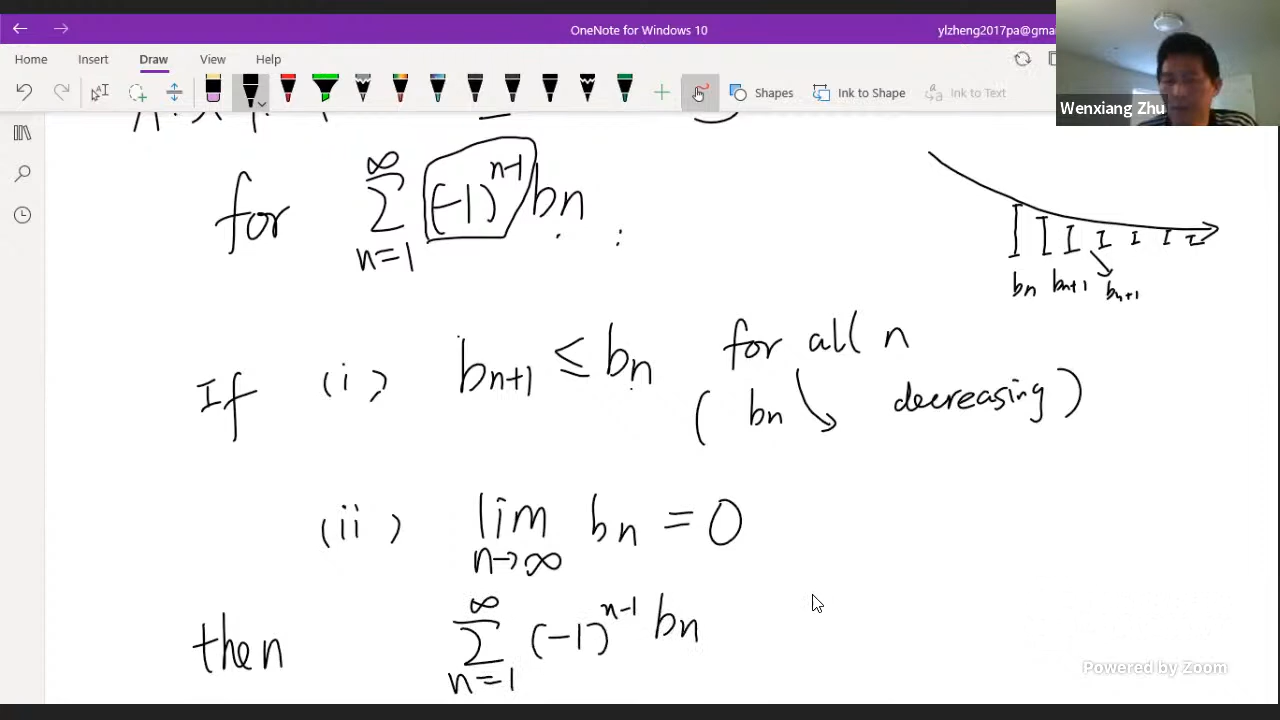 OneNote for Windows 10
ylzheng2017pa@gma
Home Insert Draw View Help
Shapes Ink to Shape Ink to Text
Wenxiang Zhu
for ∑_{n=1}^{∞} (-1)^{n-1} bn :
bn bn+1 bn+1
If (i) bn+1 ≤ bn for all n
( bn ↘ decreasing )
(ii) lim_{n→∞} bn = 0
then ∑_{n=1}^{∞} (-1)^{n-1} bn
Powered by Zoom